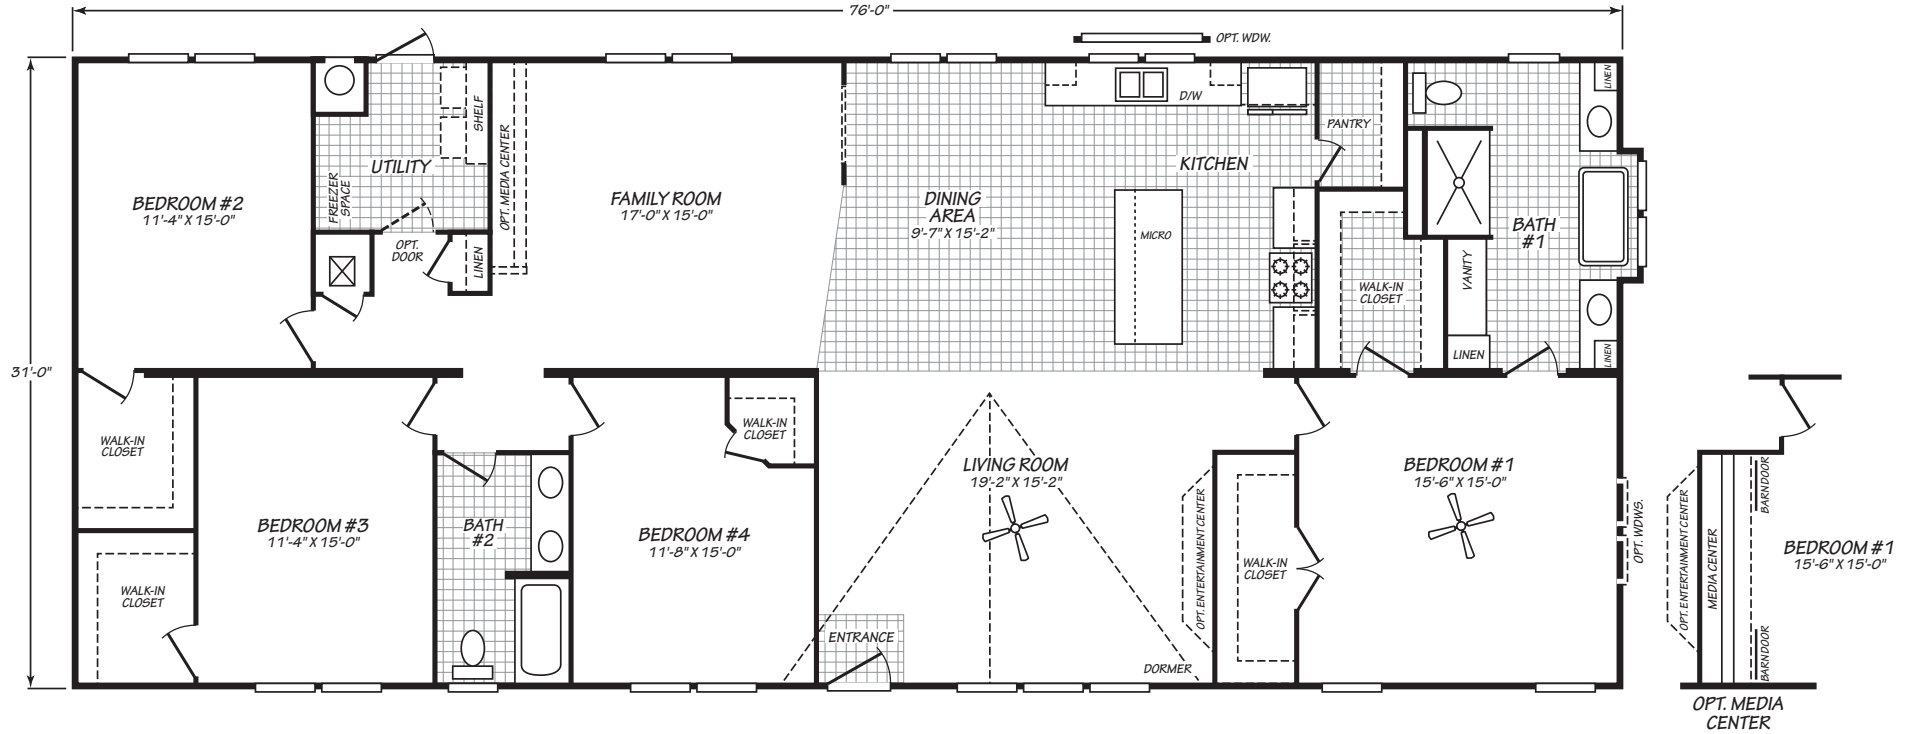 76'-0"
OPT. WDW.
LINEN
D/W
SHELF
PANTRY
OPT. MEDIA CENTER
UTILITY
KITCHEN
FREEZER
SPACE
BEDROOM #2
11'-4" X 15'-0"
FAMILY ROOM
17'-0" X 15'-0"
DINING
AREA
9'-7" X 15'-2"
MICRO
BATH
#1
OPT.
DOOR
LINEN
VANITY
WALK-IN
CLOSET
LINEN
LINEN
31'-0"
WALK-IN
CLOSET
WALK-IN
CLOSET
LIVING ROOM
19'-2" X 15'-2"
BEDROOM #1
15'-6" X 15'-0"
BARNDOOR
BEDROOM #3
11'-4" X 15'-0"
BATH
#2
BEDROOM #4
11'-8" X 15'-0"
OPT. ENTERTAINMENT CENTER
WALK-IN
CLOSET
OPT. WDWS.
OPT. ENTERTAINMENT CENTER
MEDIA CENTER
BEDROOM #1
15'-6" X 15'-0"
WALK-IN
CLOSET
ENTRANCE
DORMER
BARNDOOR
OPT. MEDIA
CENTER